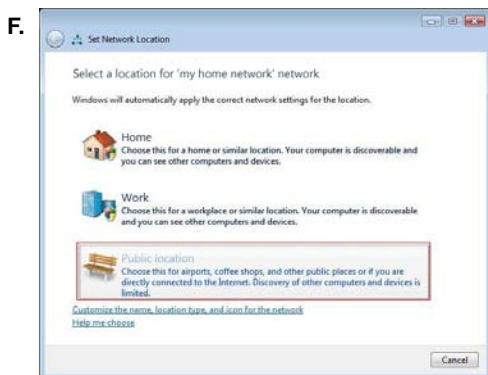 F.
Set Network Location
Select a location for 'my home network' network
Windows will automatically apply the correct network settings for the location.
Home
Choose this for a home or similar location. Your computer is discoverable and
you can see other computers and devices.
Work
Choose this for a workplace or similar location. Your computer is discoverable
and you can see other computers and devices.
Public location
Choose this for airports, coffee shops, and other public places or if you are
directly connected to the Internet. Discovery of other computers and devices is
limited.
Customize the name, location type, and icon for the network
Help me choose
Cancel